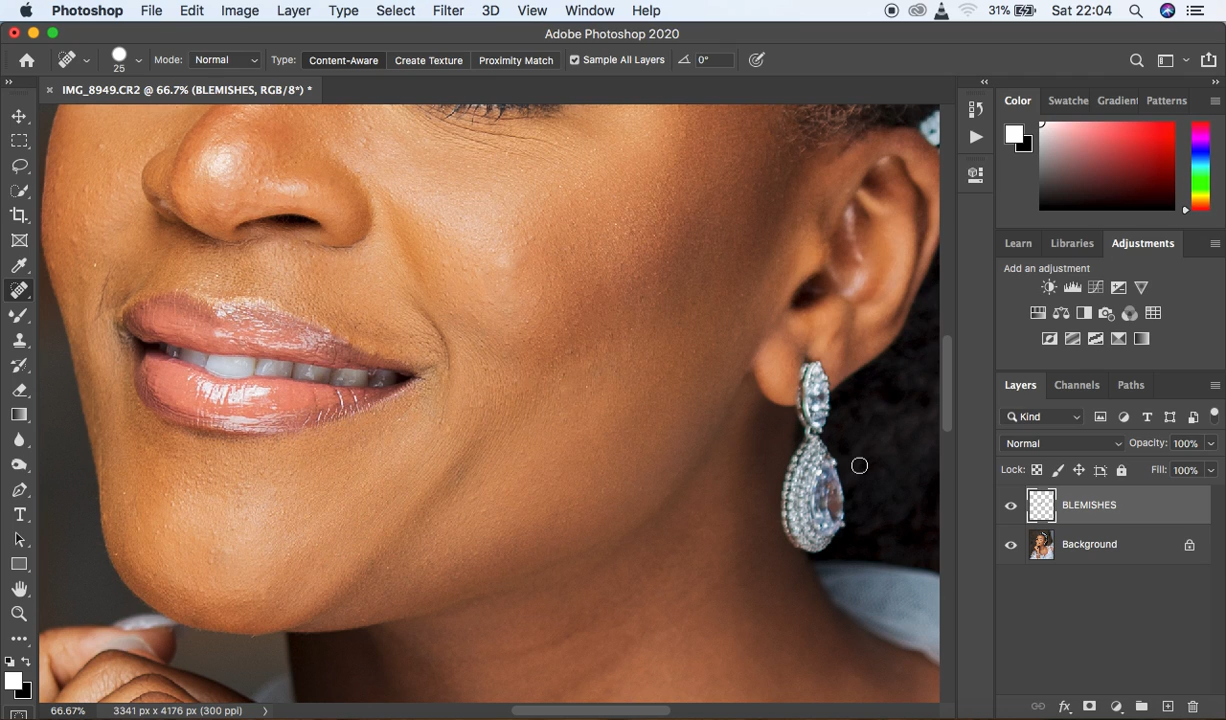 Photoshop File Edit Image Layer Type Select Filter 3D View Window Help 31% Sat 22:04
Adobe Photoshop 2020
25 Mode: Normal Type: Content-Aware Create Texture Proximity Match Sample All Layers 0°
IMG_8949.CR2 @ 66.7% (BLEMISHES, RGB/8*) *
Color Swatche Gradien Patterns
Learn Libraries Adjustments
Add an adjustment
Layers Channels Paths
Kind
Normal Opacity: 100%
Lock: Fill: 100%
BLEMISHES
Background
66.67% 3341 px x 4176 px (300 ppi)